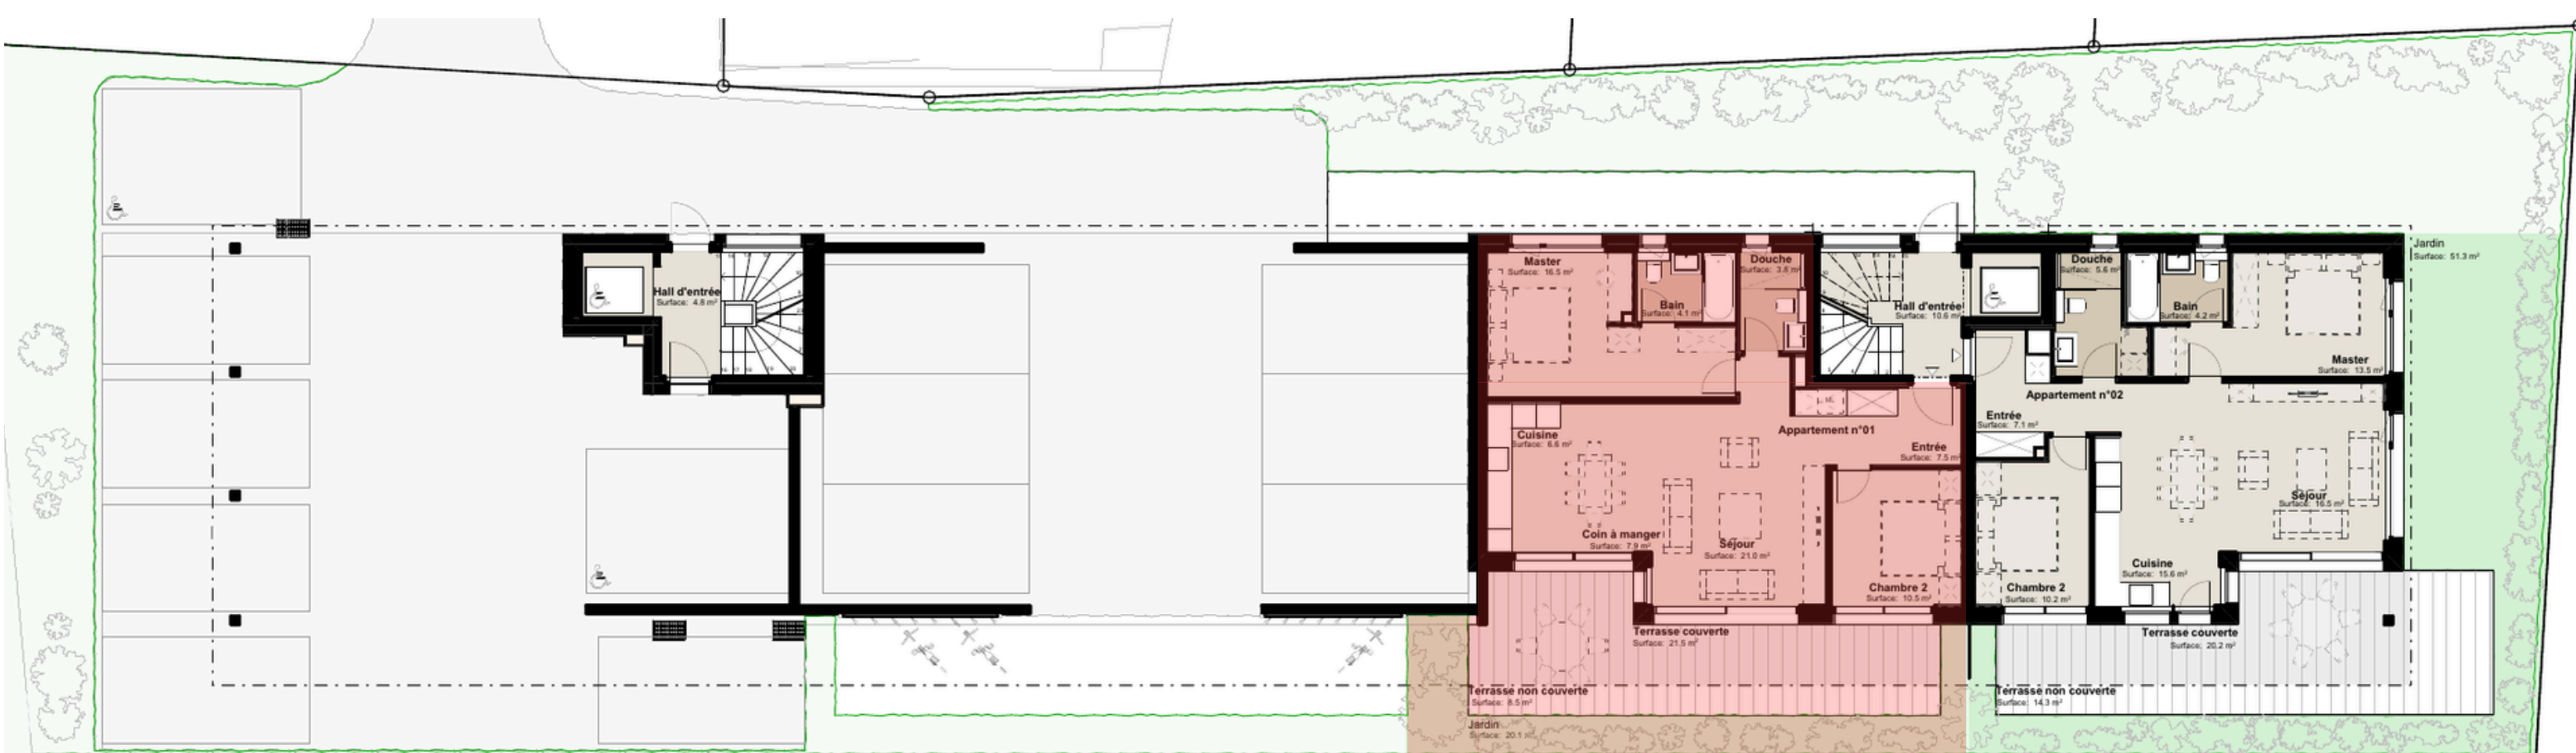 Hall d'entrée
Surface: 4.8 m²
Master
Surface: 16.5 m²
Bain
Surface: 4.1 m²
Douche
Surface: 3.6 m²
Cuisine
Surface: 6.6 m²
Coin à manger
Surface: 7.9 m²
Séjour
Surface: 21.0 m²
ML
Appartement n°01
Entrée
Surface: 7.5 m²
Chambre 2
Surface: 10.5 m²
Terrasse couverte
Surface: 21.5 m²
Terrasse non couverte
Surface: 8.5 m²
Jardin
Surface: 20.1 m²
Hall d'entrée
Surface: 10.6 m²
Douche
Surface: 5.6 m²
Bain
Surface: 4.2 m²
Master
Surface: 13.5 m²
Appartement n°02
Entrée
Surface: 7.1 m²
Séjour
Surface: 16.5 m²
Cuisine
Surface: 15.6 m²
Chambre 2
Surface: 10.2 m²
Terrasse couverte
Surface: 20.2 m²
Terrasse non couverte
Surface: 14.3 m²
Jardin
Surface: 51.3 m²